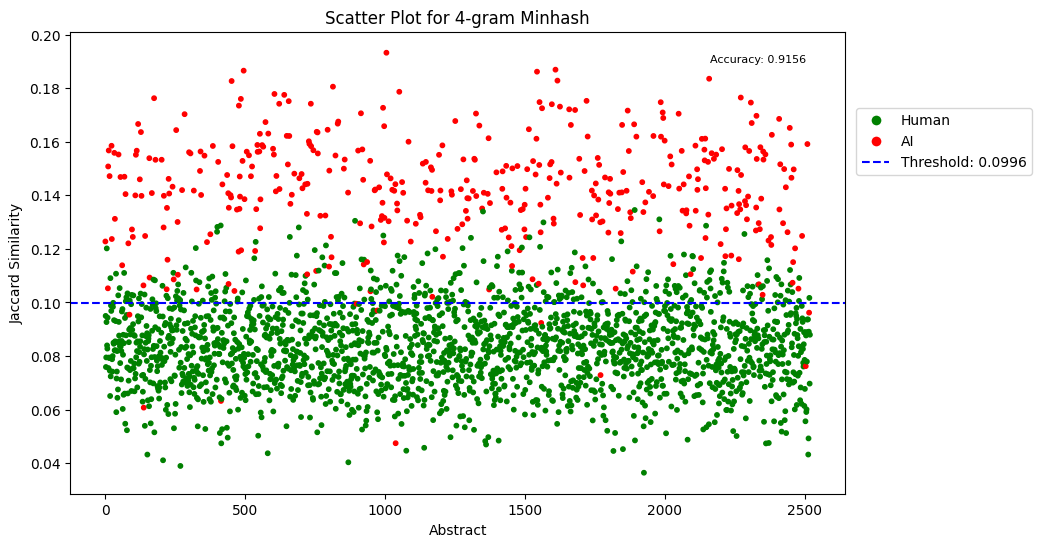 Scatter Plot for 4-gram Minhash
0.20
0.18
0.16
0.14
0.12
0.10
0.08
0.06
0.04
Jaccard Similarity
Accuracy: 0.9156
Human
AI
Threshold: 0.0996
0
500
1000
1500
2000
2500
Abstract